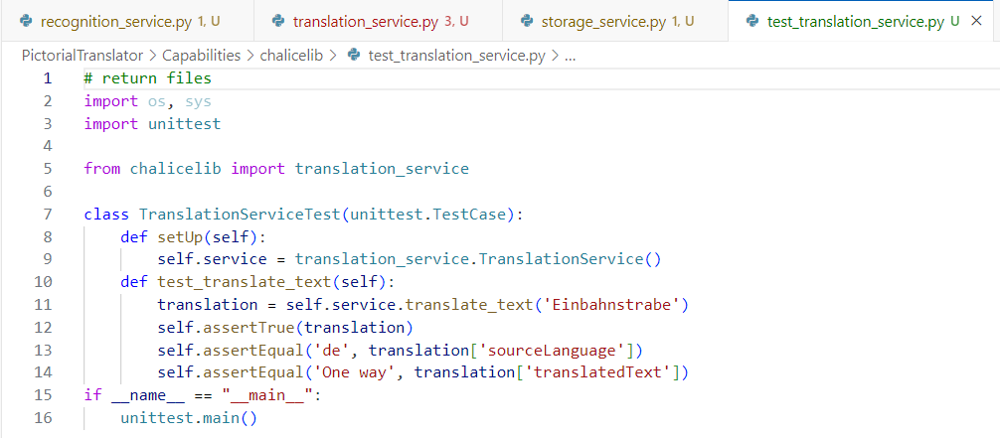 recognition_service.py 1, U translation_service.py 3, U storage_service.py 1, U test_translation_service.py U
PictorialTranslator > Capabilities > chalicelib > test_translation_service.py > ...
1 # return files
2 import os, sys
3 import unittest
4
5 from chalicelib import translation_service
6
7 class TranslationServiceTest(unittest.TestCase):
8 def setUp(self):
9 self.service = translation_service.TranslationService()
10 def test_translate_text(self):
11 translation = self.service.translate_text('Einbahnstrabe')
12 self.assertTrue(translation)
13 self.assertEqual('de', translation['sourceLanguage'])
14 self.assertEqual('One way', translation['translatedText'])
15 if __name__ == "__main__":
16 unittest.main()